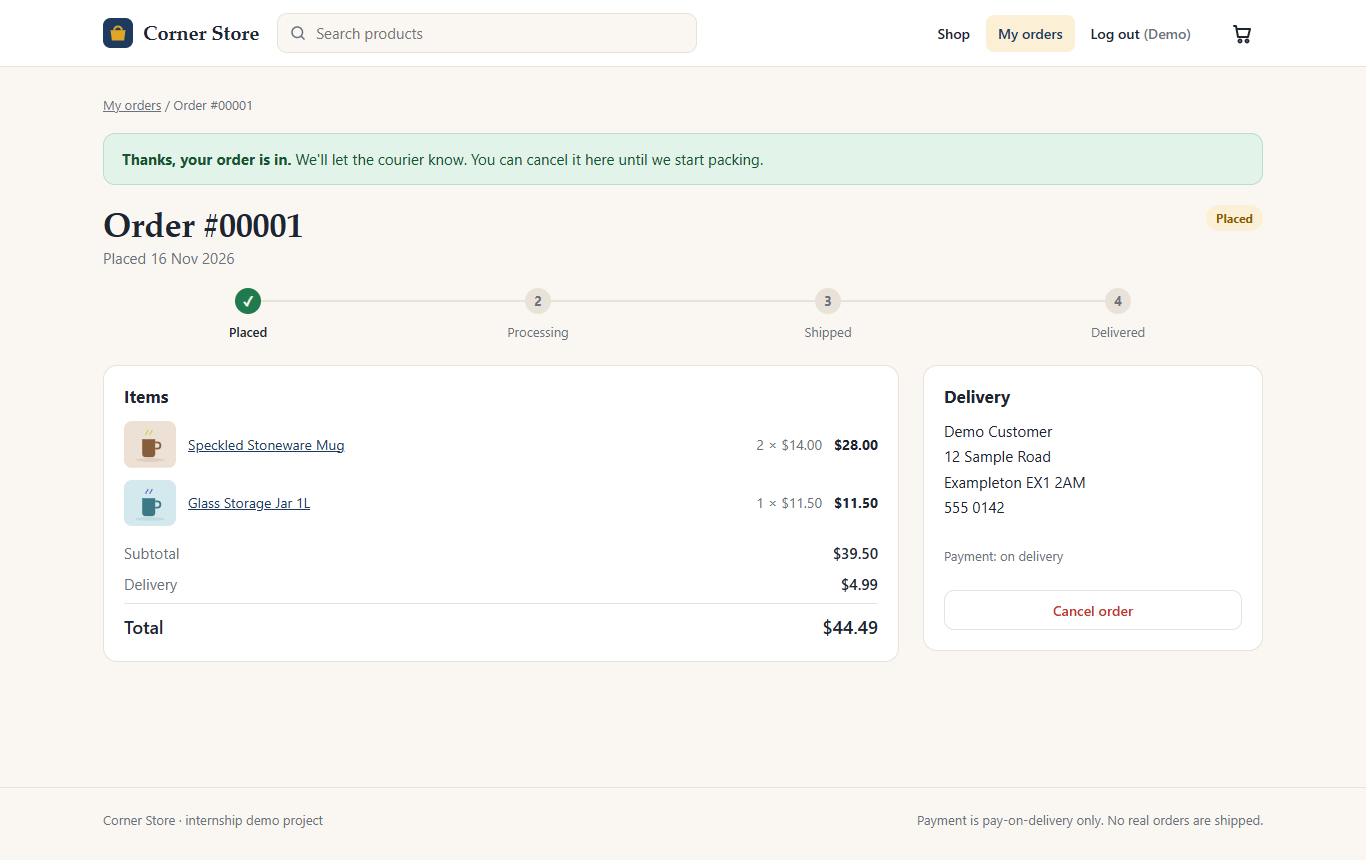 Corner Store
Search products
Shop
My orders
Log out (Demo)
My orders / Order #00001
Thanks, your order is in. We'll let the courier know. You can cancel it here until we start packing.
Order #00001
Placed
Placed 16 Nov 2026
2
3
4
Placed
Processing
Shipped
Delivered
Items
Speckled Stoneware Mug 2 × $14.00 $28.00
Glass Storage Jar 1L 1 × $11.50 $11.50
Subtotal $39.50
Delivery $4.99
Total $44.49
Delivery
Demo Customer
12 Sample Road
Exampleton EX1 2AM
555 0142
Payment: on delivery
Cancel order
Corner Store · internship demo project
Payment is pay-on-delivery only. No real orders are shipped.